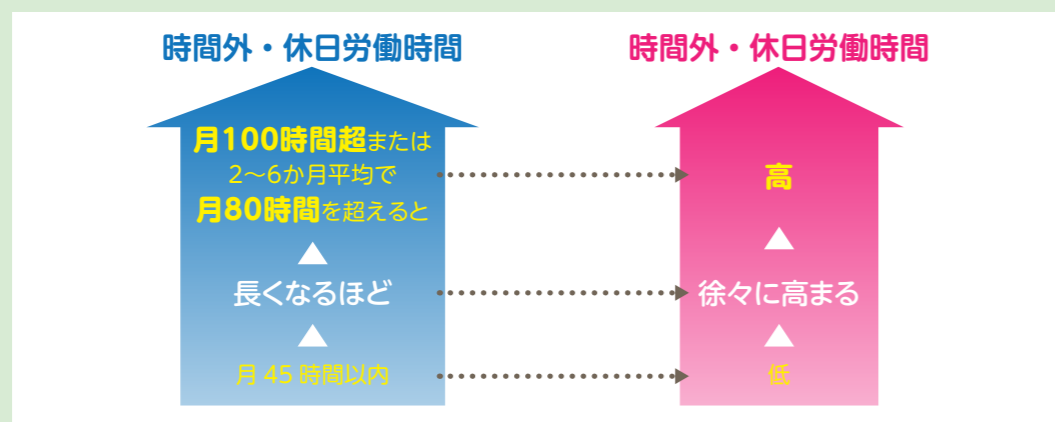 時間外・休日労働時間
月100時間超または
2〜6か月平均で
月80時間を超えると
長くなるほど
月45時間以内
時間外・休日労働時間
高
徐々に高まる
低